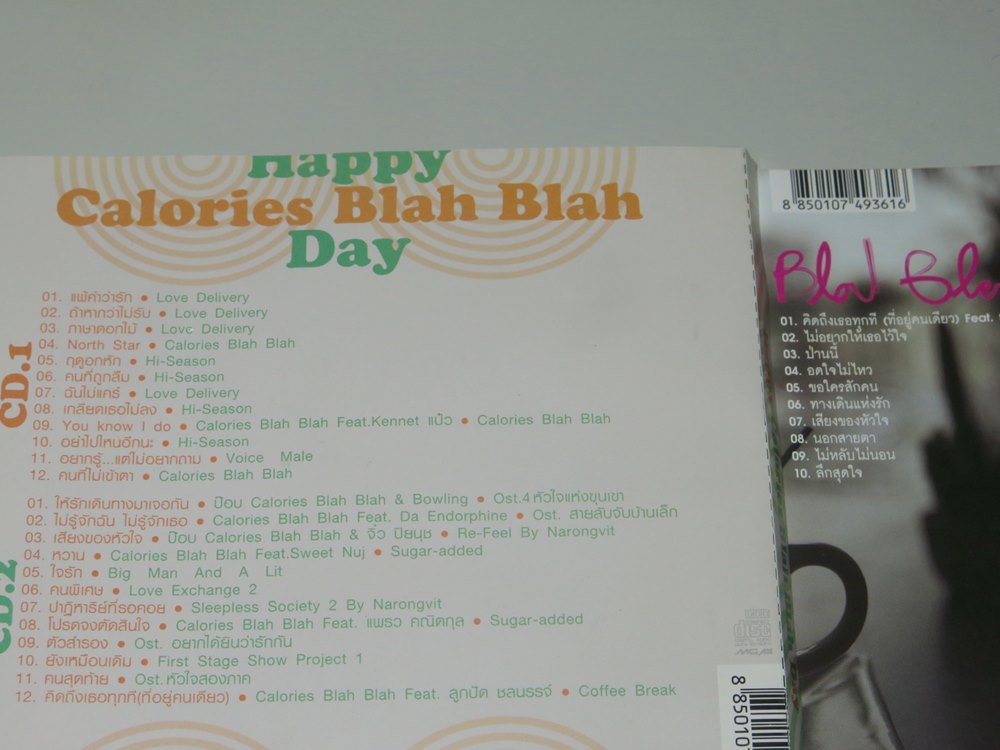 Happy
Calories Blah Blah
Day
CD.1
01. แพ้คำว่ารัก • Love Delivery
02. ถ้าหากว่าไม่รับ • Love Delivery
03. ภาษาดอกไม้ • Love Delivery
04. North Star • Calories Blah Blah
05. ฤดูอกหัก • Hi-Season
06. คนที่ถูกลืม • Hi-Season
07. ฉันไม่แคร์ • Love Delivery
08. เกลียดเธอไม่ลง • Hi-Season
09. You know I do • Calories Blah Blah Feat.Kennet แป๋ว • Calories Blah Blah
10. อย่าไปไหนอีกนะ • Hi-Season
11. อยากรู้...แต่ไม่อยากถาม • Voice Male
12. คนที่ไม่เข้าตา • Calories Blah Blah
CD.2
01. ให้รักเดินทางมาเจอกัน • ป๊อบ Calories Blah Blah & Bowling • Ost.4หัวใจแห่งขุนเขา
02. ไม่รู้จักฉัน ไม่รู้จักเธอ • Calories Blah Blah Feat. Da Endorphine • Ost. สายลับจับบ้านเล็ก
03. เสียงของหัวใจ • ป๊อบ Calories Blah Blah & จิ๋ว ปิยนุช • Re-Feel By Narongvit
04. หวาน • Calories Blah Blah Feat.Sweet Nuj • Sugar-added
05. ใจรัก • Big Man And A Lit
06. คนพิเศษ • Love Exchange 2
07. ปาฏิหาริย์ที่รอคอย • Sleepless Society 2 By Narongvit
08. โปรดจงตัดสินใจ • Calories Blah Blah Feat. แพรว คณิตกุล • Sugar-added
09. ตัวสำรอง • Ost. อยากได้ยินว่ารักกัน
10. ยังเหมือนเดิม • First Stage Show Project 1
11. คนสุดท้าย • Ost.หัวใจสองภาค
12. คิดถึงเธอทุกที(ที่อยู่คนเดียว) • Calories Blah Blah Feat. ลูกปัด ชลนรรจ์ • Coffee Break
disc
MGA
8 85010
8 850107 493616
Blah Bla
01. คิดถึงเธอทุกที (ที่อยู่คนเดียว) Feat.
02. ไม่อยากให้เธอไว้ใจ
03. ป่านนี้
04. อดใจไม่ไหว
05. ขอใครสักคน
06. ทางเดินแห่งรัก
07. เสียงของหัวใจ
08. นอกสายตา
09. ไม่หลับไม่นอน
10. ลึกสุดใจ